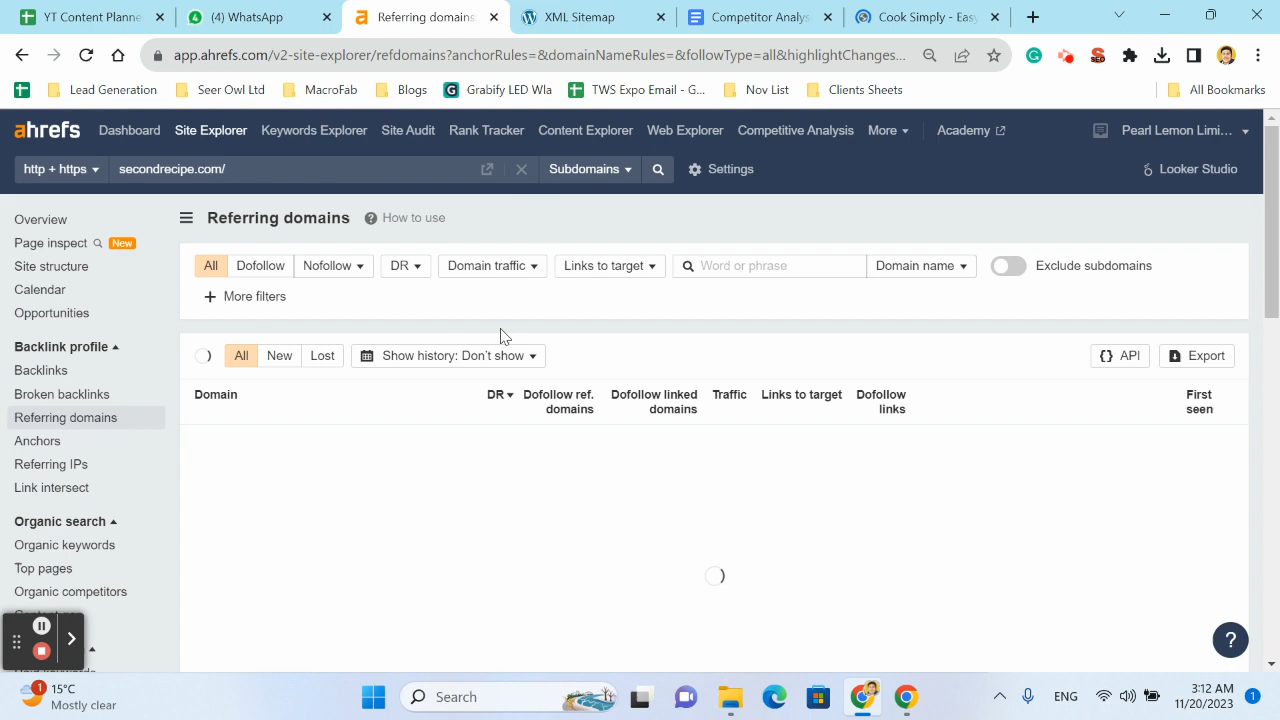 YT Content Planne
(4) WhatsApp
Referring domains:
XML Sitemap
Competitor Analys
Cook Simply - Easy
app.ahrefs.com/v2-site-explorer/refdomains?anchorRules=&domainNameRules=&followType=all&highlightChanges...
Lead Generation
Seer Owl Ltd
MacroFab
Blogs
Grabify LED Wla
TWS Expo Email - G...
Nov List
Clients Sheets
All Bookmarks
ahrefs
Dashboard
Site Explorer
Keywords Explorer
Site Audit
Rank Tracker
Content Explorer
Web Explorer
Competitive Analysis
More
Academy
Pearl Lemon Limi...
http + https
secondrecipe.com/
Subdomains
Settings
Looker Studio
Overview
Page inspect New
Site structure
Calendar
Opportunities
Backlink profile
Backlinks
Broken backlinks
Referring domains
Anchors
Referring IPs
Link intersect
Organic search
Organic keywords
Top pages
Organic competitors
Referring domains
? How to use
All
Dofollow
Nofollow
DR
Domain traffic
Links to target
Word or phrase
Domain name
Exclude subdomains
+ More filters
All
New
Lost
Show history: Don't show
{} API
Export
Domain
DR
Dofollow ref.
domains
Dofollow linked
domains
Traffic
Links to target
Dofollow
links
First
seen
?
1
15°C
Mostly clear
Search
ENG
3:12 AM
11/20/2023
1